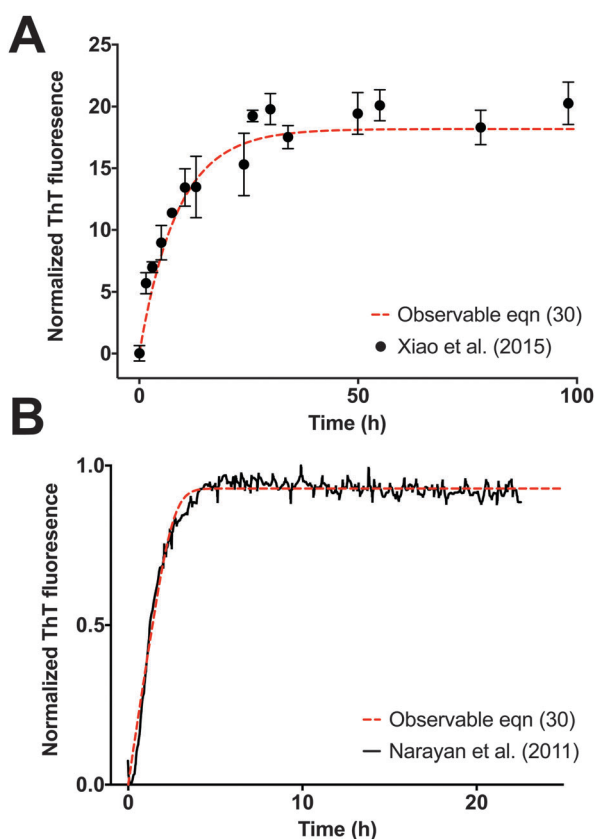 A
25
20
15
10
5
0
Normalized ThT fluoresence
Observable eqn (30)
Xiao et al. (2015)
0
50
100
Time (h)
B
1.0
0.5
0.0
Normalized ThT fluoresence
Observable eqn (30)
Narayan et al. (2011)
0
10
20
Time (h)